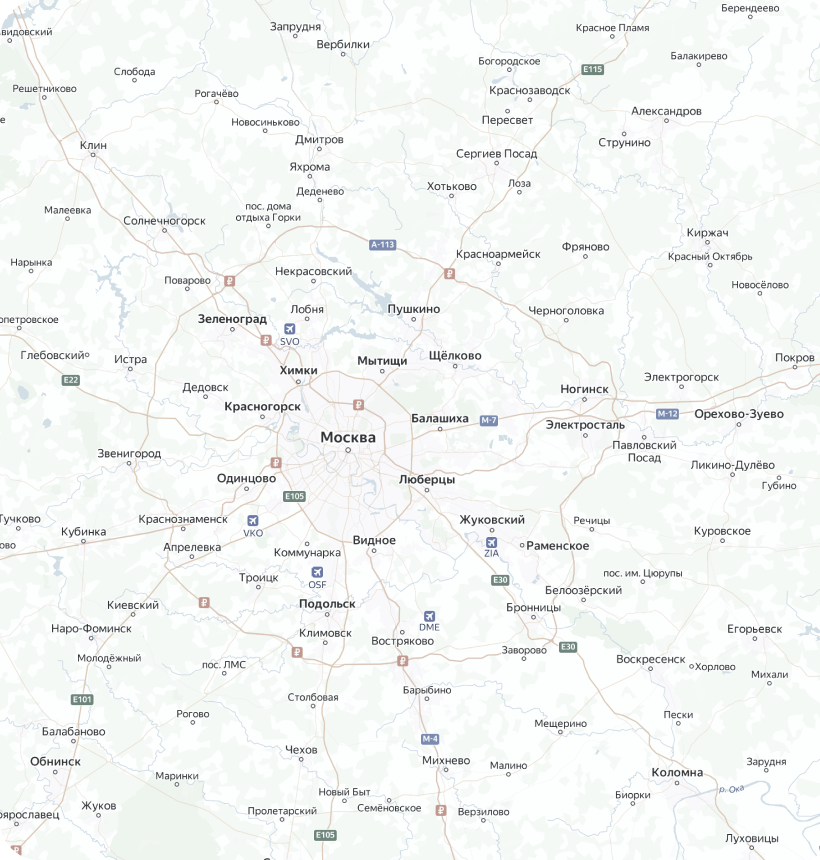 Берендеево
Запрудня
Красное Пламя
Вербилки
Богородское
Балакирево
E115
Слобода
Решетниково
Рогачёво
Краснозаводск
Пересвет
Александров
Новосиньково
Дмитров
Струнино
Клин
Яхрома
Сергиев Посад
Хотьково
Лоза
Деденево
Малеевка
пос. дома
отдыха Горки
Солнечногорск
Киржач
А-113
Красноармейск
Фряново
Красный Октябрь
Нарынка
Некрасовский
Поварово
Новосёлово
Лобня
Пушкино
Черноголовка
Зеленоград
SVO
Глебовский
Истра
Мытищи
Щёлково
Химки
Покров
E22
Дедовск
Ногинск
Электрогорск
Красногорск
Балашиха
М-7
М-12
Орехово-Зуево
Электросталь
Москва
Павловский
Посад
Звенигород
Ликино-Дулёво
Одинцово
Люберцы
Губино
E105
Тучково
Кубинка
Краснознаменск
VKO
Жуковский
Речицы
Куровское
Апрелевка
Коммунарка
Видное
ZIA
Раменское
Троицк
OSF
E30
пос. им. Цюрупы
Белоозёрский
Киевский
Подольск
Бронницы
DME
Наро-Фоминск
Климовск
Востряково
Егорьевск
E30
Заворово
Молодёжный
пос. ЛМС
Воскресенск
Хорлово
Михали
E101
Столбовая
Барыбино
Рогово
Пески
Мещерино
Балабаново
М-4
Чехов
Обнинск
Михнево
Малино
Зарудня
Маринки
Коломна
Новый Быт
р. Ока
Биорки
Жуков
Пролетарский
Семёновское
Верзилово
E105
Луховицы